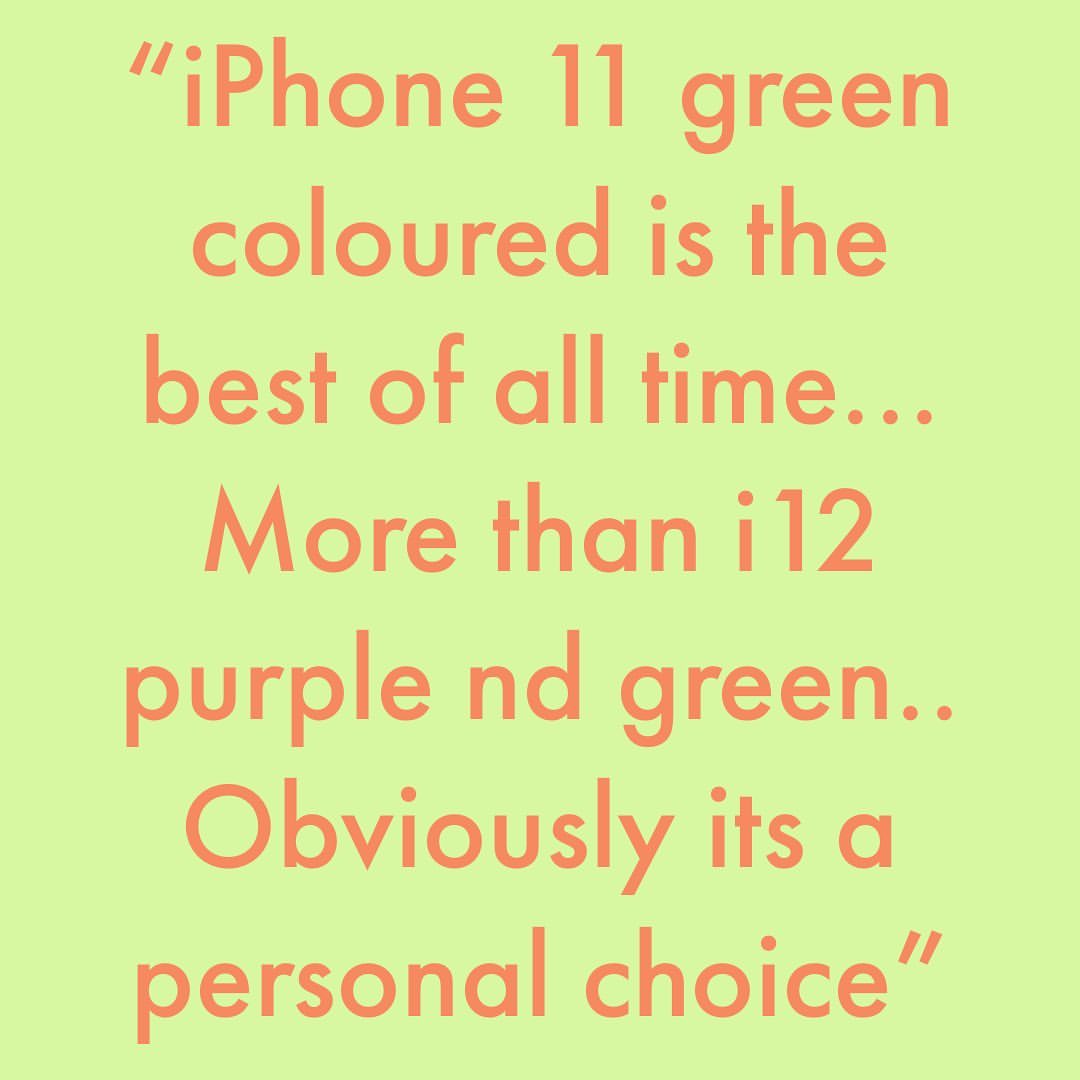 “iPhone 11 green
coloured is the
best of all time...
More than i12
purple nd green..
Obviously its a
personal choice”